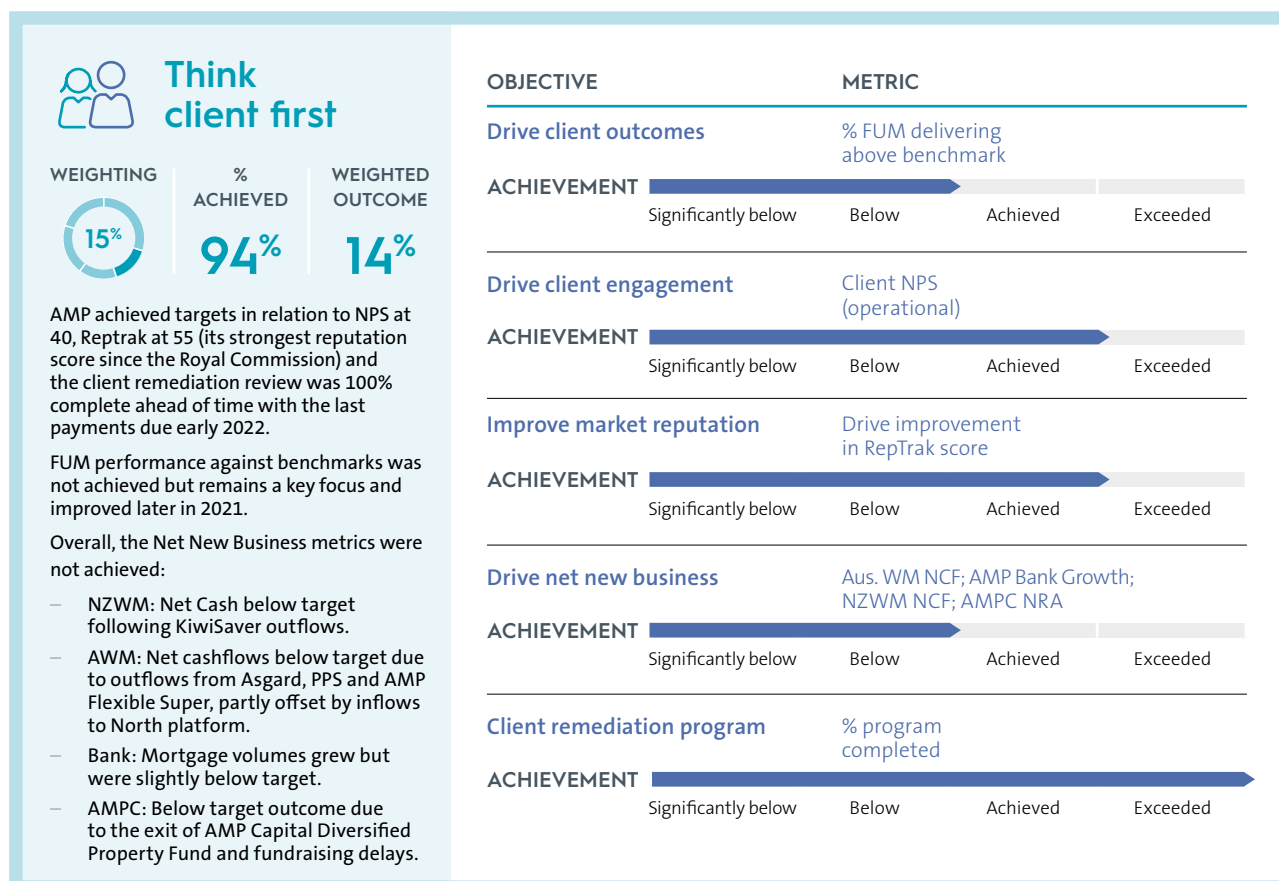 Think
client first
WEIGHTING
15%
%
ACHIEVED
94%
WEIGHTED
OUTCOME
14%
AMP achieved targets in relation to NPS at
40, Reptrak at 55 (its strongest reputation
score since the Royal Commission) and
the client remediation review was 100%
complete ahead of time with the last
payments due early 2022.
FUM performance against benchmarks was
not achieved but remains a key focus and
improved later in 2021.
Overall, the Net New Business metrics were
not achieved:
– NZWM: Net Cash below target
following KiwiSaver outflows.
– AWM: Net cashflows below target due
to outflows from Asgard, PPS and AMP
Flexible Super, partly offset by inflows
to North platform.
– Bank: Mortgage volumes grew but
were slightly below target.
– AMPC: Below target outcome due
to the exit of AMP Capital Diversified
Property Fund and fundraising delays.
OBJECTIVE METRIC
Drive client outcomes % FUM delivering
above benchmark
ACHIEVEMENT
Significantly below Below Achieved Exceeded
Drive client engagement Client NPS
(operational)
ACHIEVEMENT
Significantly below Below Achieved Exceeded
Improve market reputation Drive improvement
in RepTrak score
ACHIEVEMENT
Significantly below Below Achieved Exceeded
Drive net new business Aus. WM NCF; AMP Bank Growth;
NZWM NCF; AMPC NRA
ACHIEVEMENT
Significantly below Below Achieved Exceeded
Client remediation program % program
completed
ACHIEVEMENT
Significantly below Below Achieved Exceeded